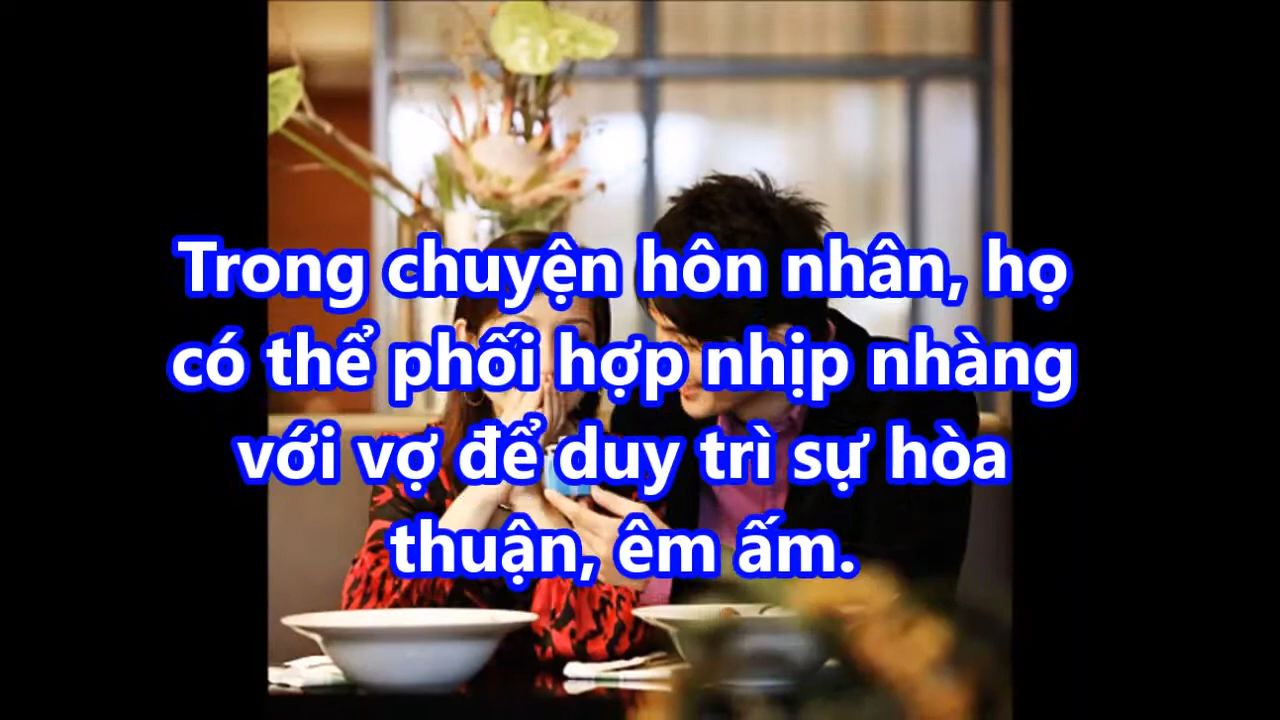 Trong chuyện hôn nhân, họ
có thể phối hợp nhịp nhàng
với vợ để duy trì sự hòa
thuận, êm ấm.